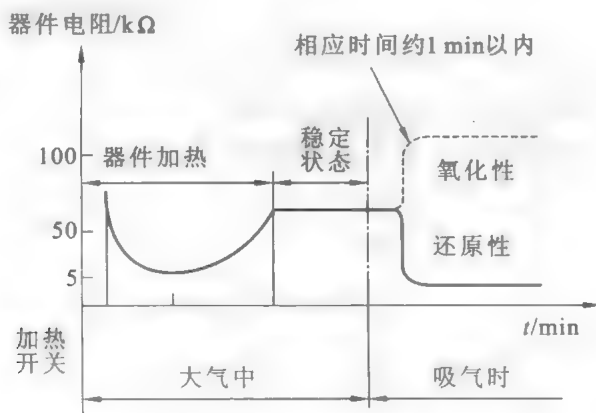 器件电阻/kΩ
相应时间约1 min以内
稳定
状态
器件加热
100
氧化性
50
还原性
5
t/min
加热
开关
大气中
吸气时